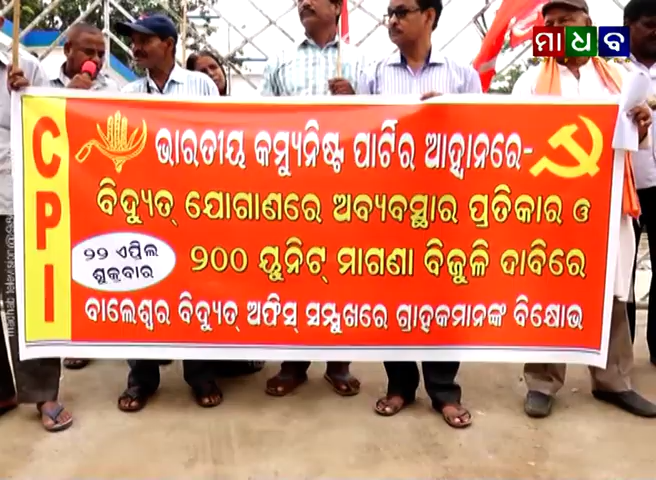 ମାଧବ
CPI
ଭାରତୀୟ କମ୍ୟୁନିଷ୍ଟ ପାର୍ଟିର ଆହ୍ୱାନରେ-
ବିଦ୍ୟୁତ୍ ଯୋଗାଣରେ ଅବ୍ୟବସ୍ଥାର ପ୍ରତିକାର ଓ
୨୨ ଏପ୍ରିଲ
ଶୁକ୍ରବାର
୨୦୦ ୟୁନିଟ୍ ମାଗଣା ବିଜୁଳି ଦାବିରେ
ବାଲେଶ୍ୱର ବିଦ୍ୟୁତ୍ ଅଫିସ୍ ସମ୍ମୁଖରେ ଗ୍ରାହକମାନଙ୍କ ବିକ୍ଷୋଭ